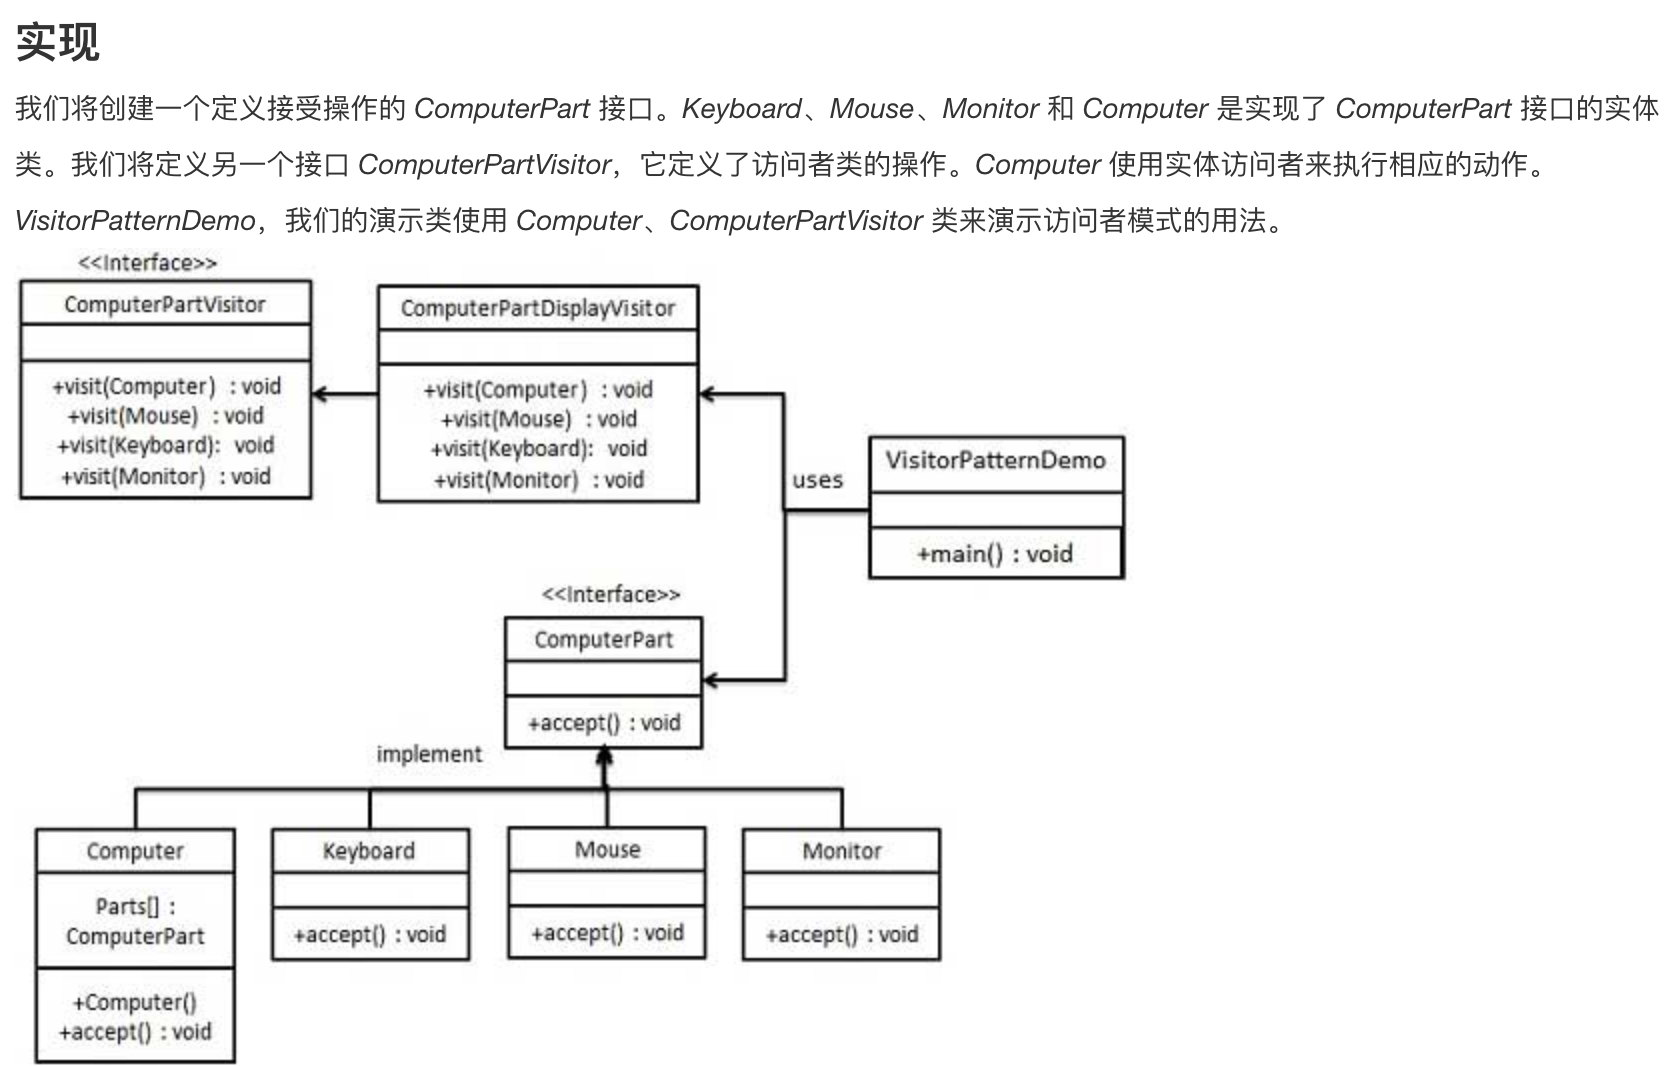 实现
我们将创建一个定义接受操作的 ComputerPart 接口。Keyboard、Mouse、Monitor 和 Computer 是实现了 ComputerPart 接口的实体
类。我们将定义另一个接口 ComputerPartVisitor，它定义了访问者类的操作。Computer 使用实体访问者来执行相应的动作。
VisitorPatternDemo，我们的演示类使用 Computer、ComputerPartVisitor 类来演示访问者模式的用法。
<<Interface>>
ComputerPartVisitor
+visit(Computer) : void
+visit(Mouse) : void
+visit(Keyboard): void
+visit(Monitor) : void
ComputerPartDisplayVisitor
+visit(Computer) : void
+visit(Mouse) : void
+visit(Keyboard): void
+visit(Monitor) : void
uses
VisitorPatternDemo
+main() : void
<<Interface>>
ComputerPart
+accept() : void
implement
Computer
Parts[] :
ComputerPart
+Computer()
+accept() : void
Keyboard
+accept() : void
Mouse
+accept() : void
Monitor
+accept() : void